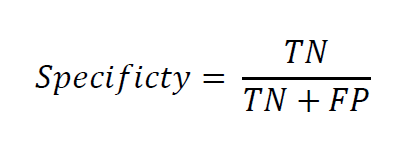 Specificty = TN / TN + FP